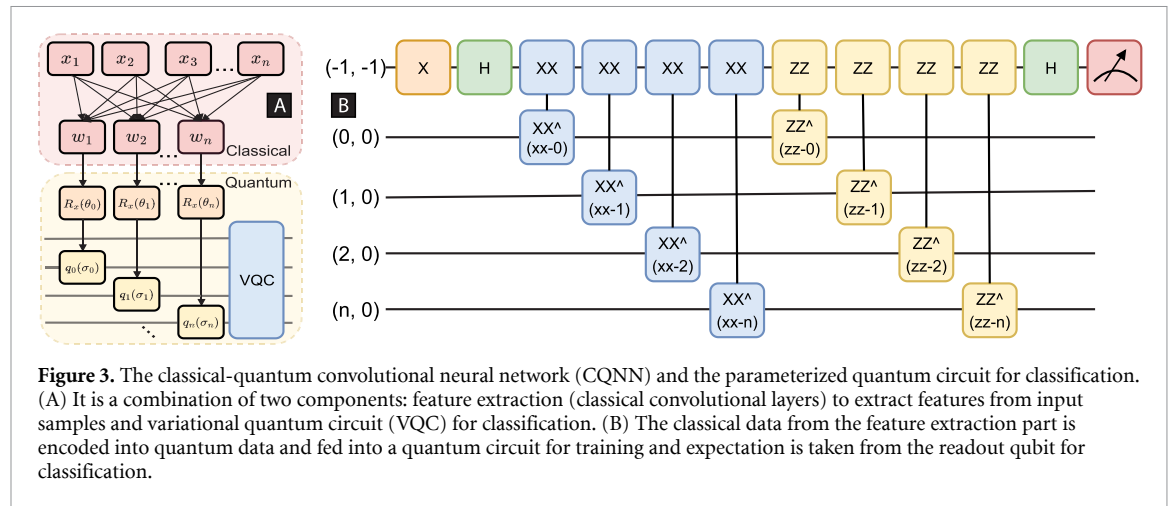 x₁ x₂ x₃ ... xₙ
A
w₁ w₂ ... wₙ
Classical
... Quantum
Rₓ(θ₀) Rₓ(θ₁) Rₓ(θₙ)
q₀(σ₀)
q₁(σ₁)
qₙ(σₙ)
VQC
B
(-1, -1) X H XX XX XX XX ZZ ZZ ZZ ZZ H
(0, 0) XX^ ZZ^
(xx-0) (zz-0)
(1, 0) XX^ ZZ^
(xx-1) (zz-1)
(2, 0) XX^ ZZ^
(xx-2) (zz-2)
(n, 0) XX^ ZZ^
(xx-n) (zz-n)
Figure 3. The classical-quantum convolutional neural network (CQNN) and the parameterized quantum circuit for classification.
(A) It is a combination of two components: feature extraction (classical convolutional layers) to extract features from input
samples and variational quantum circuit (VQC) for classification. (B) The classical data from the feature extraction part is
encoded into quantum data and fed into a quantum circuit for training and expectation is taken from the readout qubit for
classification.